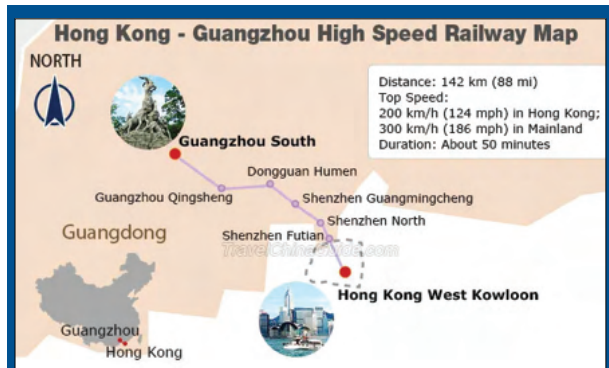 Hong Kong - Guangzhou High Speed Railway Map
NORTH
Distance: 142 km (88 mi)
Top Speed:
200 km/h (124 mph) in Hong Kong;
300 km/h (186 mph) in Mainland
Duration: About 50 minutes
Guangzhou South
Dongguan Humen
Guangzhou Qingsheng
Shenzhen Guangmingcheng
Shenzhen North
Guangdong
Shenzhen Futian
TravelChinaGuide.com
Hong Kong West Kowloon
Guangzhou
Hong Kong